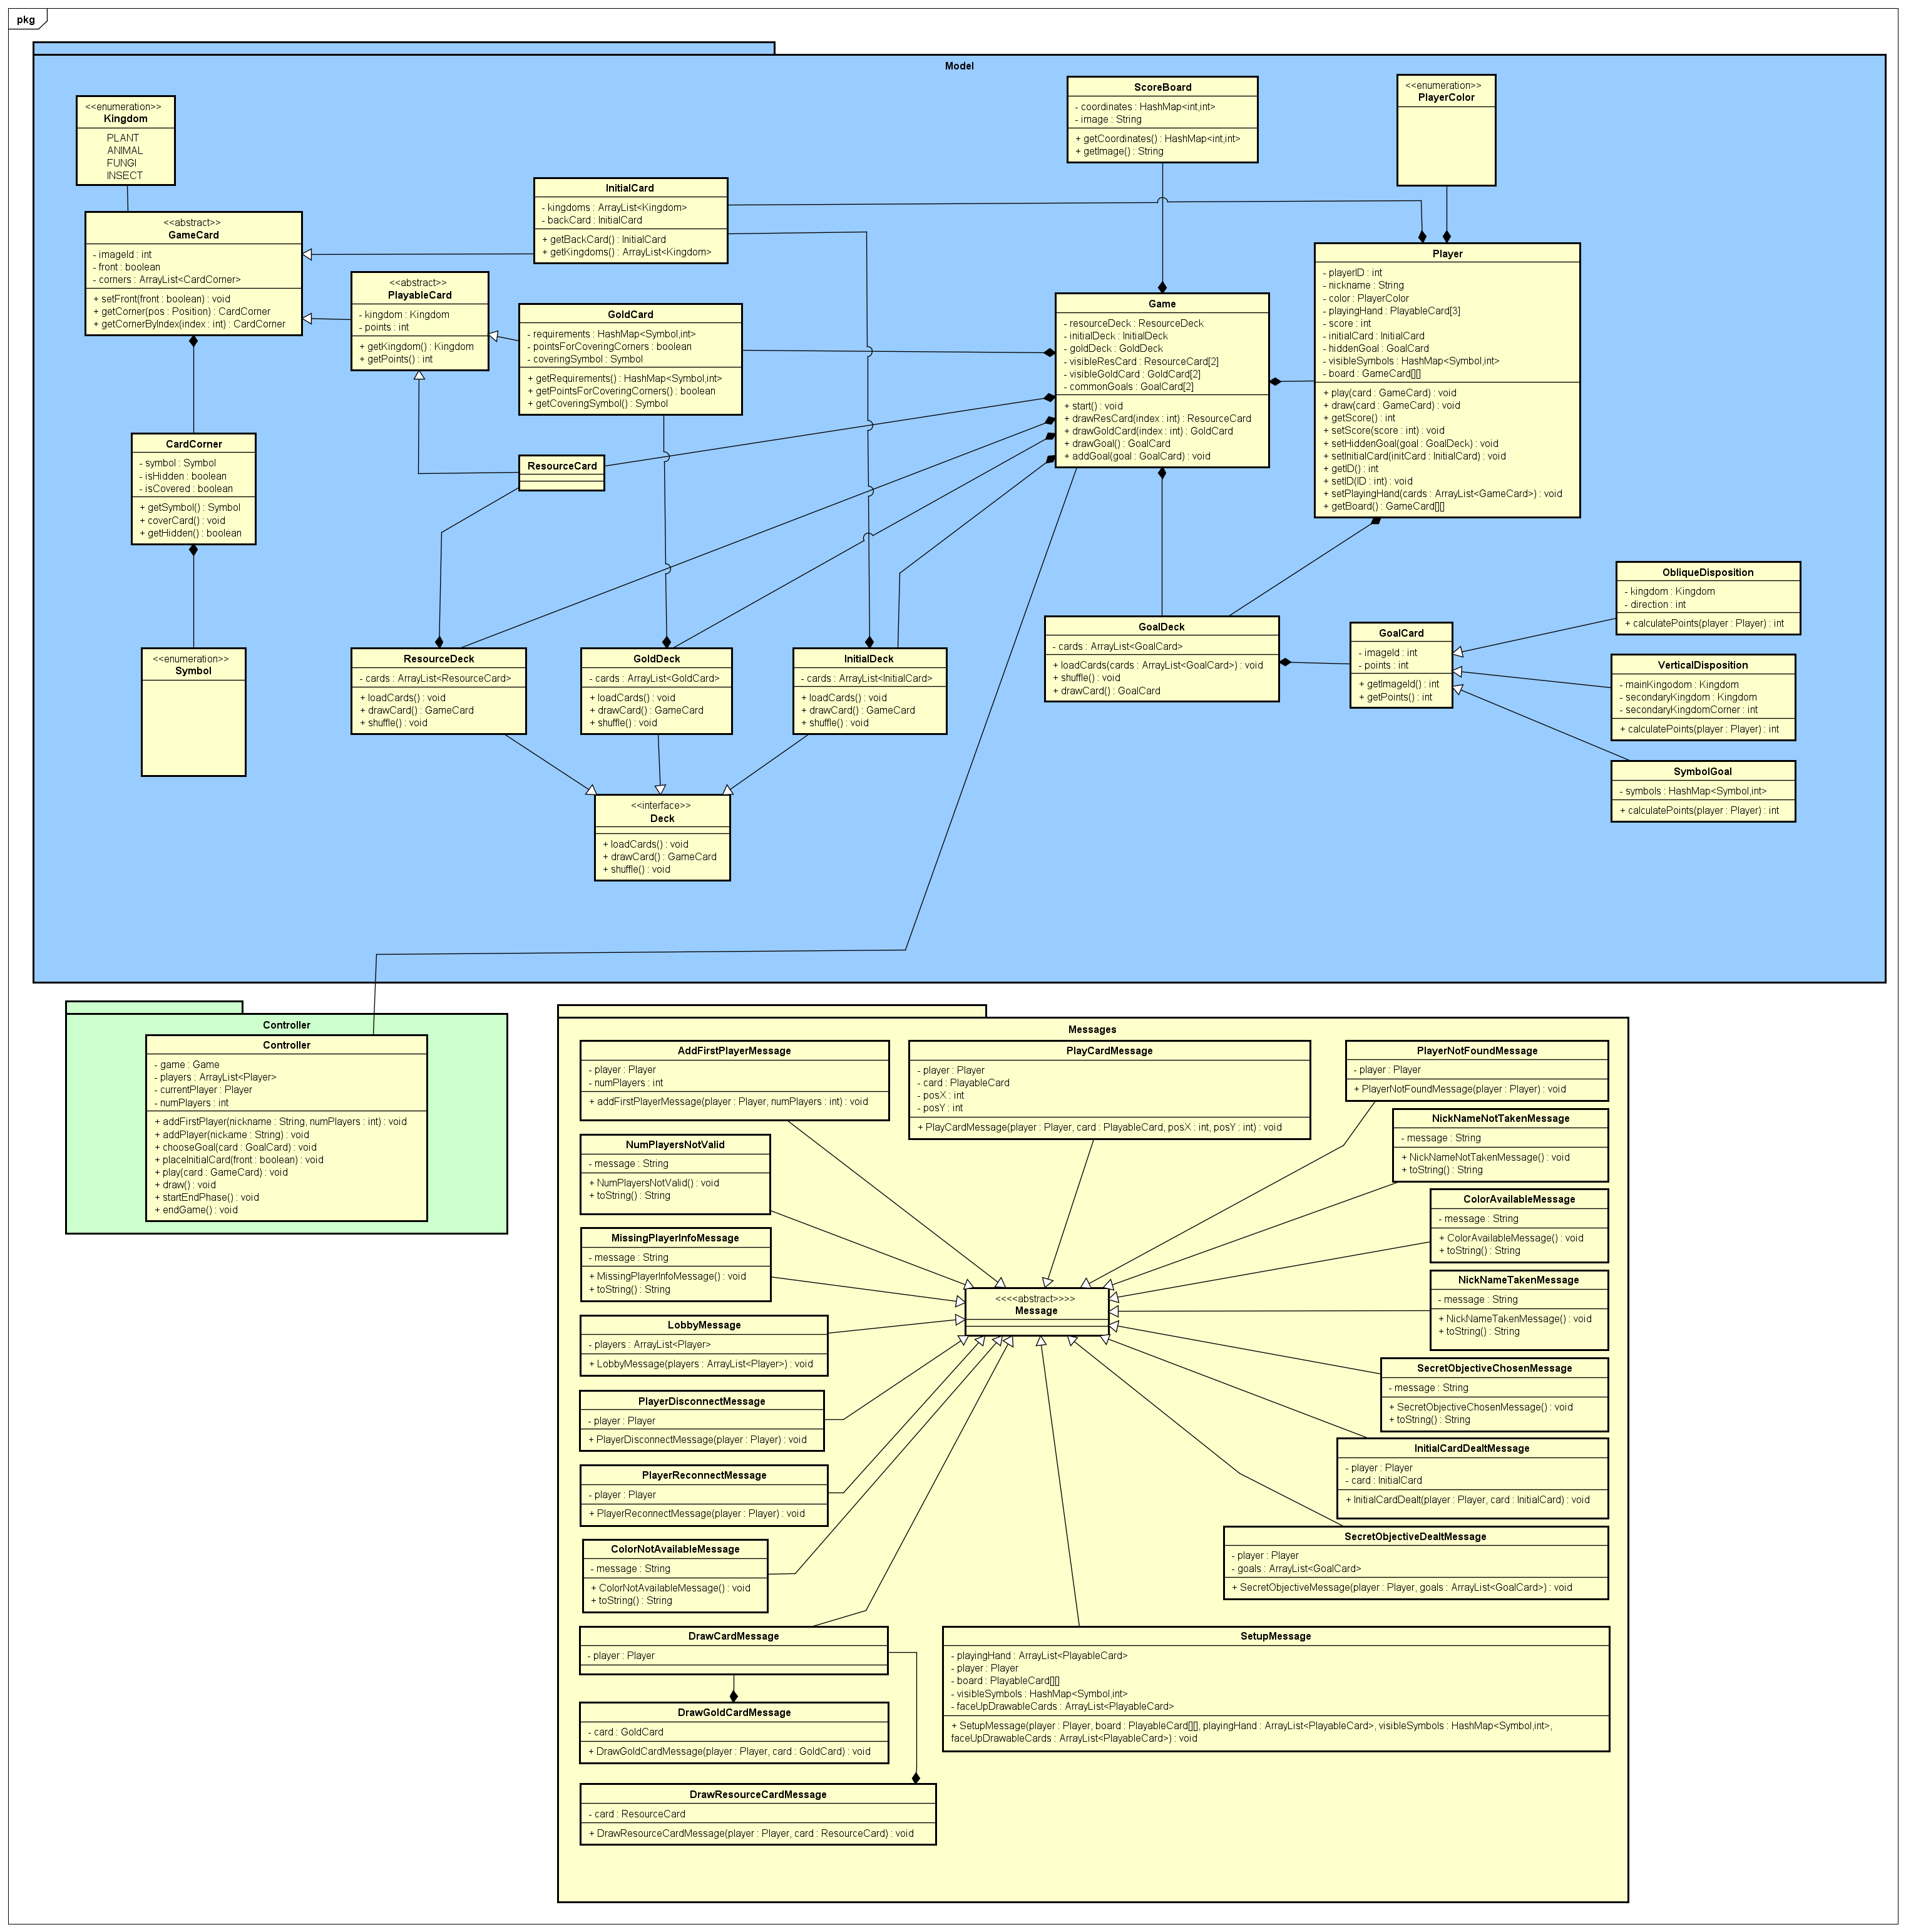 pkg
Model
<<enumeration>>
Kingdom
PLANT
ANIMAL
FUNGI
INSECT
ScoreBoard
- coordinates : HashMap<int,int>
- image : String
+ getCoordinates() : HashMap<int,int>
+ getImage() : String
<<enumeration>>
PlayerColor
InitialCard
- kingdoms : ArrayList<Kingdom>
- backCard : InitialCard
+ getBackCard() : InitialCard
+ getKingdoms() : ArrayList<Kingdom>
<<abstract>>
GameCard
- imageId : int
- front : boolean
- corners : ArrayList<CardCorner>
+ setFront(front : boolean) : void
+ getCorner(pos : Position) : CardCorner
+ getCornerByIndex(index : int) : CardCorner
<<abstract>>
PlayableCard
- kingdom : Kingdom
- points : int
+ getKingdom() : Kingdom
+ getPoints() : int
GoldCard
- requirements : HashMap<Symbol,int>
- pointsForCoveringCorners : boolean
- coveringSymbol : Symbol
+ getRequirements() : HashMap<Symbol,int>
+ getPointsForCoveringCorners() : boolean
+ getCoveringSymbol() : Symbol
Game
- resourceDeck : ResourceDeck
- initialDeck : InitialDeck
- goldDeck : GoldDeck
- visibleResCard : ResourceCard[2]
- visibleGoldCard : GoldCard[2]
- commonGoals : GoalCard[2]
+ start() : void
+ drawResCard(index : int) : ResourceCard
+ drawGoldCard(index : int) : GoldCard
+ drawGoal() : GoalCard
+ addGoal(goal : GoalCard) : void
Player
- playerID : int
- nickname : String
- color : PlayerColor
- playingHand : PlayableCard[3]
- score : int
- initialCard : InitialCard
- hiddenGoal : GoalCard
- visibleSymbols : HashMap<Symbol,int>
- board : GameCard[][]
+ play(card : GameCard) : void
+ draw(card : GameCard) : void
+ getScore() : int
+ setScore(score : int) : void
+ setHiddenGoal(goal : GoalDeck) : void
+ setInitialCard(initCard : InitialCard) : void
+ getID() : int
+ setID(ID : int) : void
+ setPlayingHand(cards : ArrayList<GameCard>) : void
+ getBoard() : GameCard[][]
CardCorner
- symbol : Symbol
- isHidden : boolean
- isCovered : boolean
+ getSymbol() : Symbol
+ coverCard() : void
+ getHidden() : boolean
ResourceCard
<<enumeration>>
Symbol
ResourceDeck
- cards : ArrayList<ResourceCard>
+ loadCards() : void
+ drawCard() : GameCard
+ shuffle() : void
GoldDeck
- cards : ArrayList<GoldCard>
+ loadCards() : void
+ drawCard() : GameCard
+ shuffle() : void
InitialDeck
- cards : ArrayList<InitialCard>
+ loadCards() : void
+ drawCard() : GameCard
+ shuffle() : void
GoalDeck
- cards : ArrayList<GoalCard>
+ loadCards(cards : ArrayList<GoalCard>) : void
+ shuffle() : void
+ drawCard() : GoalCard
GoalCard
- imageId : int
- points : int
+ getImageId() : int
+ getPoints() : int
ObliqueDisposition
- kingdom : Kingdom
- direction : int
+ calculatePoints(player : Player) : int
VerticalDisposition
- mainKingodom : Kingdom
- secondaryKingdom : Kingdom
- secondaryKingdomCorner : int
+ calculatePoints(player : Player) : int
SymbolGoal
- symbols : HashMap<Symbol,int>
+ calculatePoints(player : Player) : int
<<interface>>
Deck
+ loadCards() : void
+ drawCard() : GameCard
+ shuffle() : void
Controller
Controller
- game : Game
- players : ArrayList<Player>
- currentPlayer : Player
- numPlayers : int
+ addFirstPlayer(nickname : String, numPlayers : int) : void
+ addPlayer(nickame : String) : void
+ chooseGoal(card : GoalCard) : void
+ placeInitialCard(front : boolean) : void
+ play(card : GameCard) : void
+ draw() : void
+ startEndPhase() : void
+ endGame() : void
Messages
AddFirstPlayerMessage
- player : Player
- numPlayers : int
+ addFirstPlayerMessage(player : Player, numPlayers : int) : void
PlayCardMessage
- player : Player
- card : PlayableCard
- posX : int
- posY : int
+ PlayCardMessage(player : Player, card : PlayableCard, posX : int, posY : int) : void
PlayerNotFoundMessage
- player : Player
+ PlayerNotFoundMessage(player : Player) : void
NickNameNotTakenMessage
- message : String
+ NickNameNotTakenMessage() : void
+ toString() : String
NumPlayersNotValid
- message : String
+ NumPlayersNotValid() : void
+ toString() : String
ColorAvailableMessage
- message : String
+ ColorAvailableMessage() : void
+ toString() : String
MissingPlayerInfoMessage
- message : String
+ MissingPlayerInfoMessage() : void
+ toString() : String
NickNameTakenMessage
- message : String
+ NickNameTakenMessage() : void
+ toString() : String
<<<<abstract>>>>
Message
LobbyMessage
- players : ArrayList<Player>
+ LobbyMessage(players : ArrayList<Player>) : void
SecretObjectiveChosenMessage
- message : String
+ SecretObjectiveChosenMessage() : void
+ toString() : String
PlayerDisconnectMessage
- player : Player
+ PlayerDisconnectMessage(player : Player) : void
InitialCardDealtMessage
- player : Player
- card : InitialCard
+ InitialCardDealt(player : Player, card : InitialCard) : void
PlayerReconnectMessage
- player : Player
+ PlayerReconnectMessage(player : Player) : void
SecretObjectiveDealtMessage
- player : Player
- goals : ArrayList<GoalCard>
+ SecretObjectiveMessage(player : Player, goals : ArrayList<GoalCard>) : void
ColorNotAvailableMessage
- message : String
+ ColorNotAvailableMessage() : void
+ toString() : String
DrawCardMessage
- player : Player
SetupMessage
- playingHand : ArrayList<PlayableCard>
- player : Player
- board : PlayableCard[][]
- visibleSymbols : HashMap<Symbol,int>
- faceUpDrawableCards : ArrayList<PlayableCard>
+ SetupMessage(player : Player, board : PlayableCard[][], playingHand : ArrayList<PlayableCard>, visibleSymbols : HashMap<Symbol,int>,
faceUpDrawableCards : ArrayList<PlayableCard>) : void
DrawGoldCardMessage
- card : GoldCard
+ DrawGoldCardMessage(player : Player, card : GoldCard) : void
DrawResourceCardMessage
- card : ResourceCard
+ DrawResourceCardMessage(player : Player, card : ResourceCard) : void